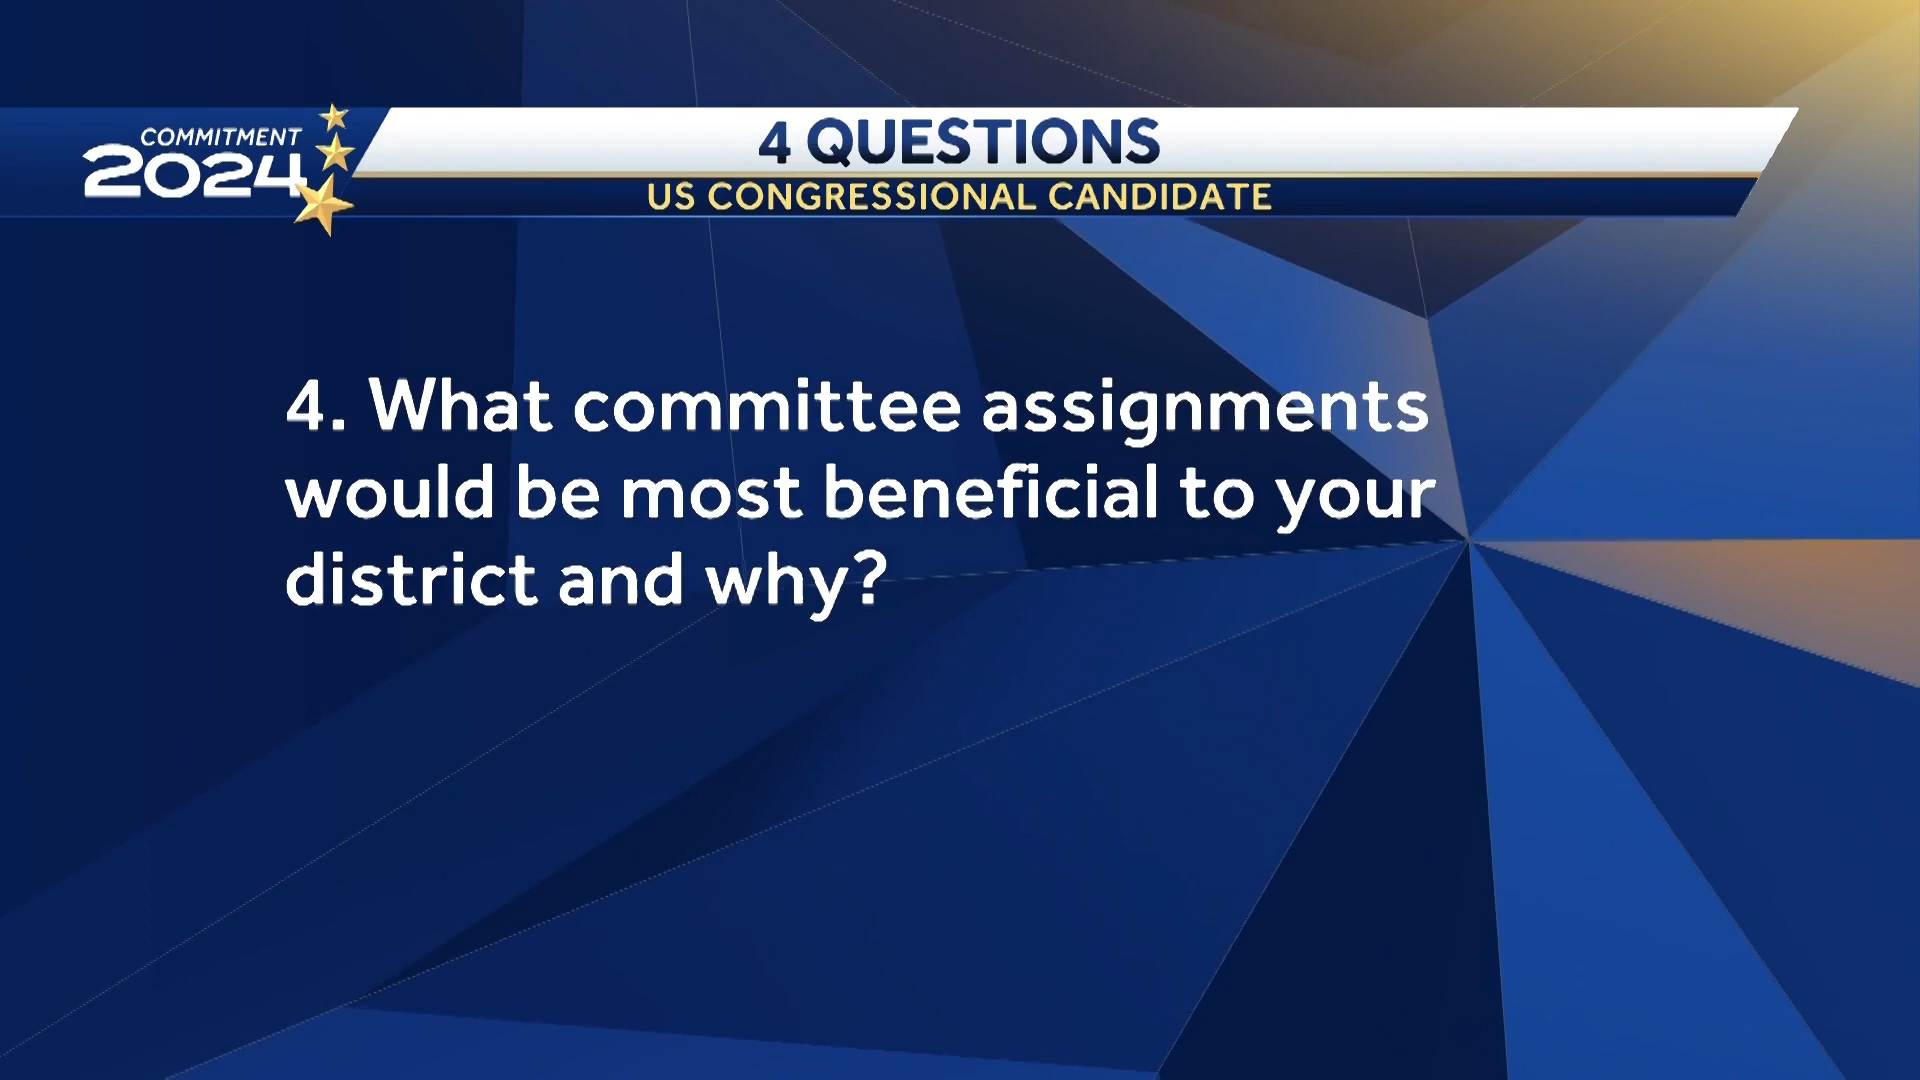 COMMITMENT
2024
4 QUESTIONS
US CONGRESSIONAL CANDIDATE
4. What committee assignments
would be most beneficial to your
district and why?